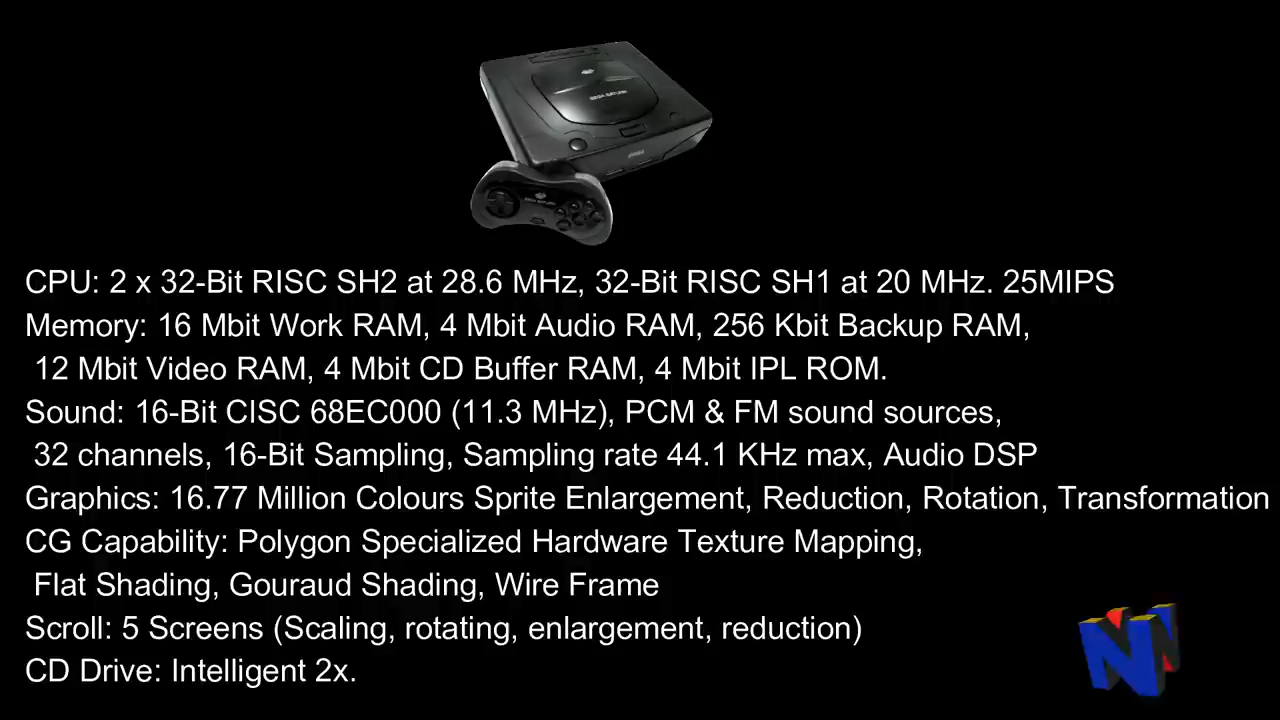 SEGA SATURN
SEGA SATURN
CPU: 2 x 32-Bit RISC SH2 at 28.6 MHz, 32-Bit RISC SH1 at 20 MHz. 25MIPS
Memory: 16 Mbit Work RAM, 4 Mbit Audio RAM, 256 Kbit Backup RAM,
12 Mbit Video RAM, 4 Mbit CD Buffer RAM, 4 Mbit IPL ROM.
Sound: 16-Bit CISC 68EC000 (11.3 MHz), PCM & FM sound sources,
32 channels, 16-Bit Sampling, Sampling rate 44.1 KHz max, Audio DSP
Graphics: 16.77 Million Colours Sprite Enlargement, Reduction, Rotation, Transformation
CG Capability: Polygon Specialized Hardware Texture Mapping,
Flat Shading, Gouraud Shading, Wire Frame
Scroll: 5 Screens (Scaling, rotating, enlargement, reduction)
CD Drive: Intelligent 2x.